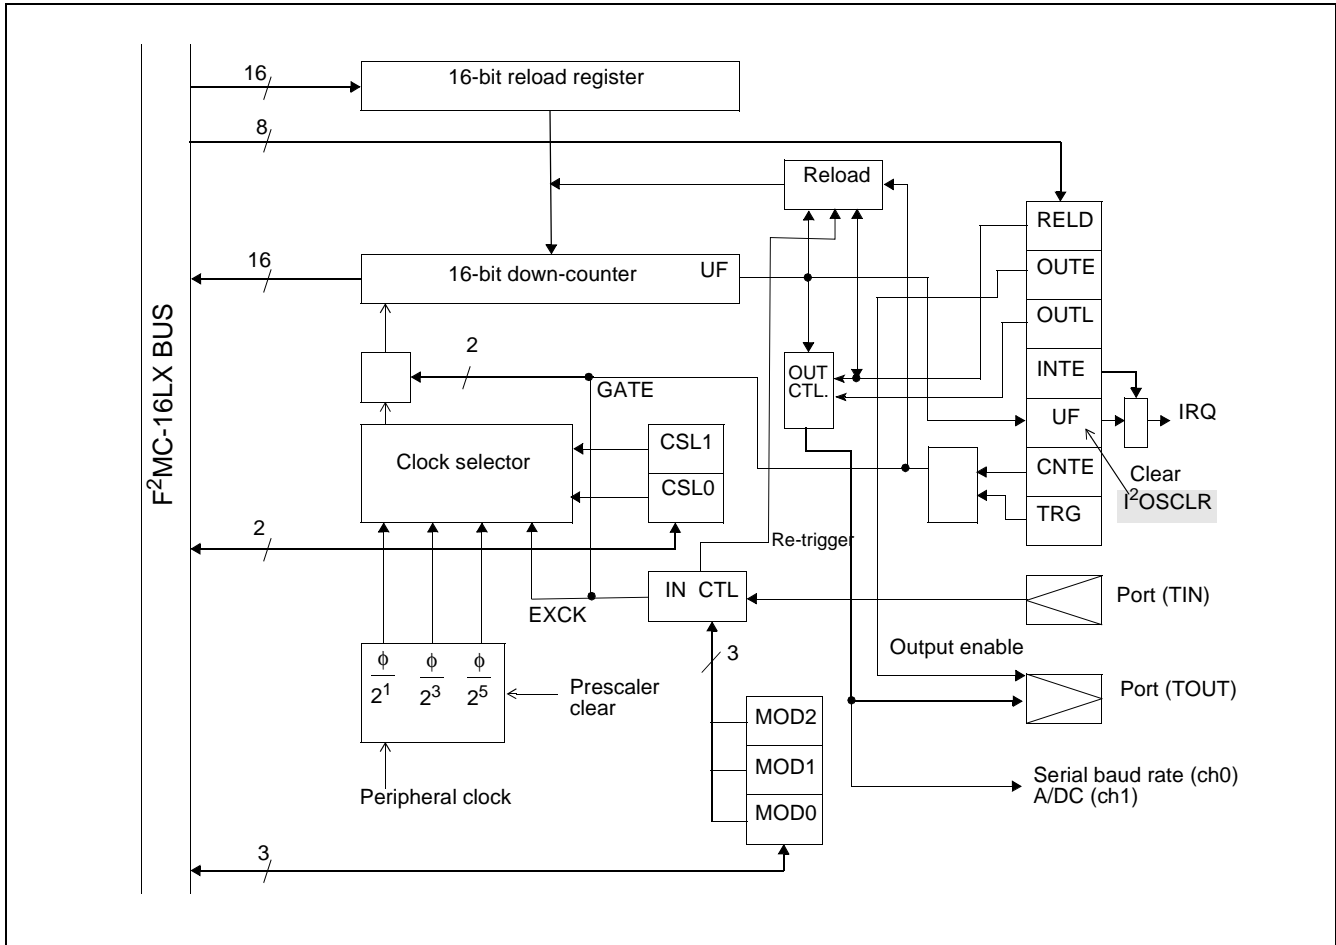 16
16-bit reload register
8
Reload
RELD
16
16-bit down-counter
UF
OUTE
OUTL
2
GATE
OUT
CTL.
INTE
UF
IRQ
F²MC-16LX BUS
Clock selector
CSL1
CSL0
CNTE
TRG
Clear
I²OSCLR
2
Re-trigger
IN CTL
EXCK
Port (TIN)
3
Output enable
ϕ
2¹
ϕ
2³
ϕ
2⁵
Prescaler
clear
Port (TOUT)
MOD2
MOD1
MOD0
Peripheral clock
Serial baud rate (ch0)
A/DC (ch1)
3